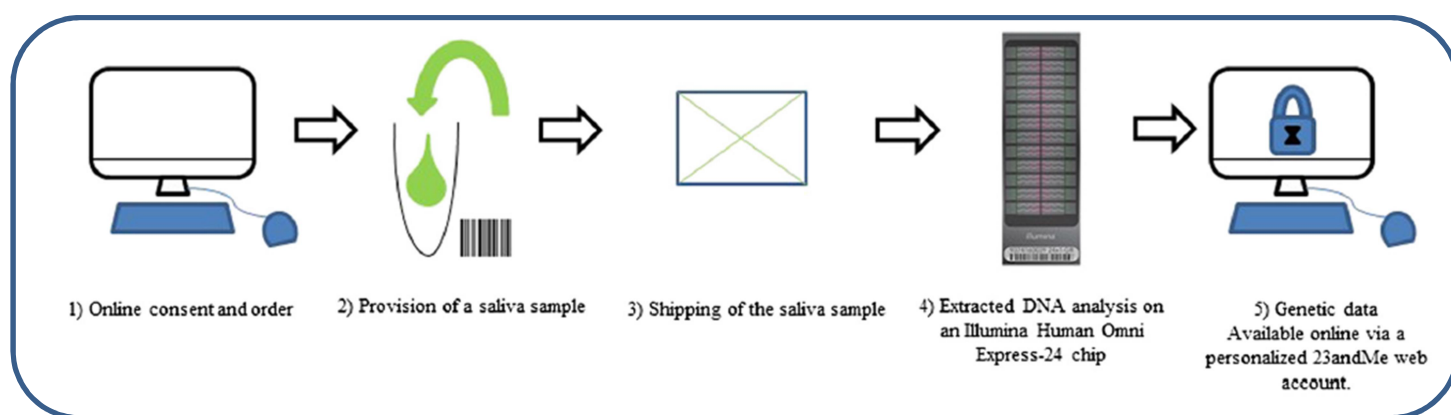 illumina
1) Online consent and order
2) Provision of a saliva sample
3) Shipping of the saliva sample
4) Extracted DNA analysis on
an Illumina Human Omni
Express-24 chip
5) Genetic data
Available online via a
personalized 23andMe web
account.